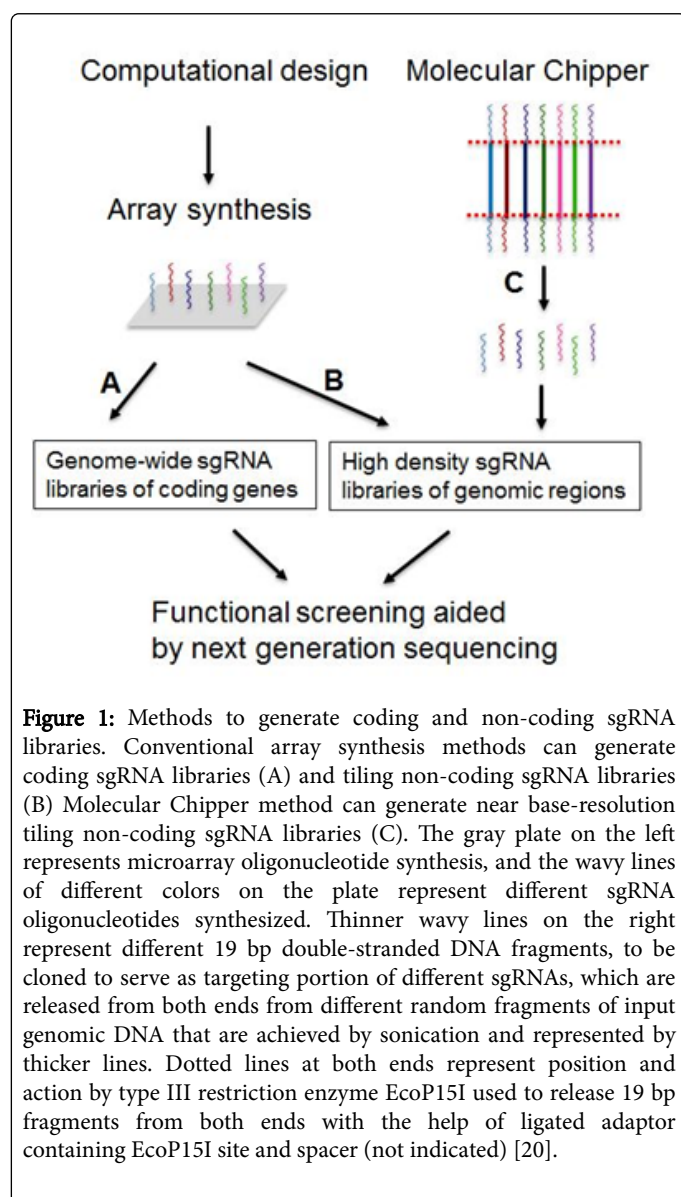 Computational design
Molecular Chipper
Array synthesis
C
A
B
Genome-wide sgRNA
libraries of coding genes
High density sgRNA
libraries of genomic regions
Functional screening aided
by next generation sequencing
Figure 1: Methods to generate coding and non-coding sgRNA
libraries. Conventional array synthesis methods can generate
coding sgRNA libraries (A) and tiling non-coding sgRNA libraries
(B) Molecular Chipper method can generate near base-resolution
tiling non-coding sgRNA libraries (C). The gray plate on the left
represents microarray oligonucleotide synthesis, and the wavy lines
of different colors on the plate represent different sgRNA
oligonucleotides synthesized. Thinner wavy lines on the right
represent different 19 bp double-stranded DNA fragments, to be
cloned to serve as targeting portion of different sgRNAs, which are
released from both ends from different random fragments of input
genomic DNA that are achieved by sonication and represented by
thicker lines. Dotted lines at both ends represent position and
action by type III restriction enzyme EcoP15I used to release 19 bp
fragments from both ends with the help of ligated adaptor
containing EcoP15I site and spacer (not indicated) [20].